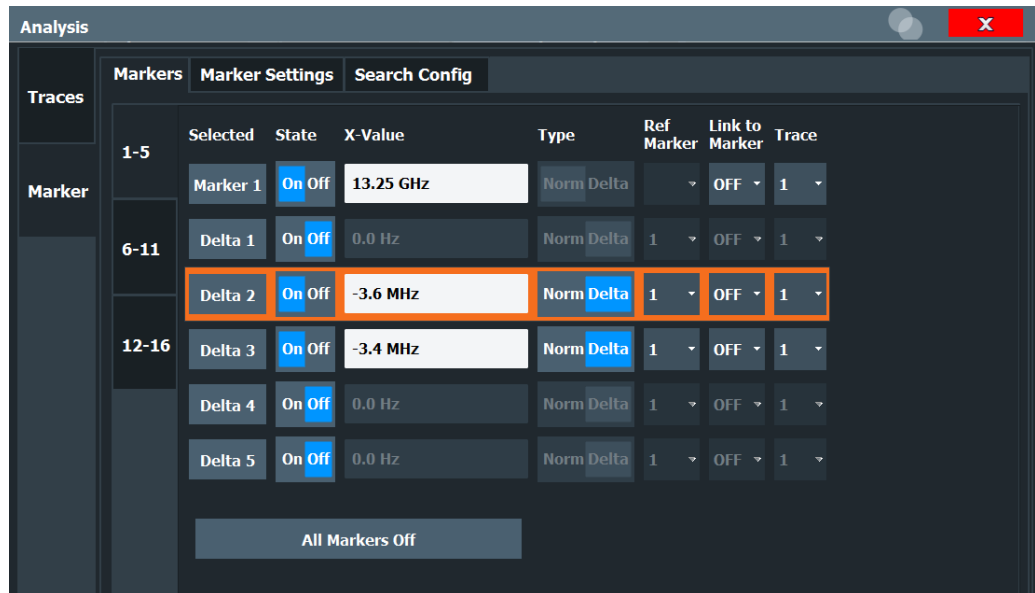 Analysis X
Markers Marker Settings Search Config
Traces
Marker
1-5
6-11
12-16
Selected State X-Value Type Ref Marker Link to Marker Trace
Marker 1 On Off 13.25 GHz Norm Delta OFF 1
Delta 1 On Off 0.0 Hz Norm Delta 1 OFF 1
Delta 2 On Off -3.6 MHz Norm Delta 1 OFF 1
Delta 3 On Off -3.4 MHz Norm Delta 1 OFF 1
Delta 4 On Off 0.0 Hz Norm Delta 1 OFF 1
Delta 5 On Off 0.0 Hz Norm Delta 1 OFF 1
All Markers Off